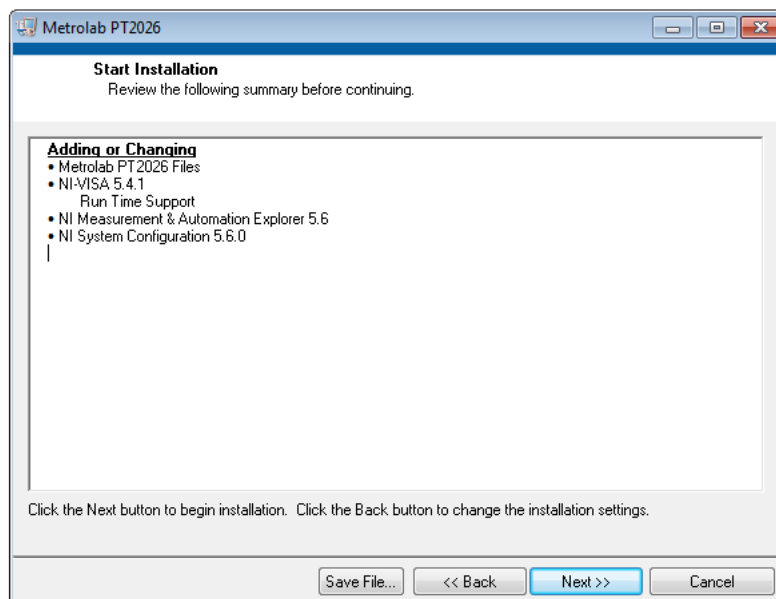 Metrolab PT2026
Start Installation
Review the following summary before continuing.
Adding or Changing
• Metrolab PT2026 Files
• NI-VISA 5.4.1
Run Time Support
• NI Measurement & Automation Explorer 5.6
• NI System Configuration 5.6.0
Click the Next button to begin installation. Click the Back button to change the installation settings.
Save File... << Back Next >> Cancel